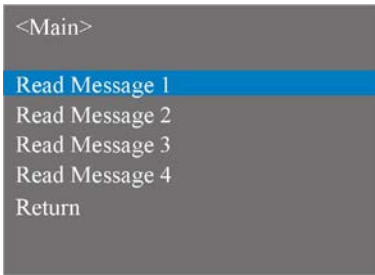 <Main>
Read Message 1
Read Message 2
Read Message 3
Read Message 4
Return